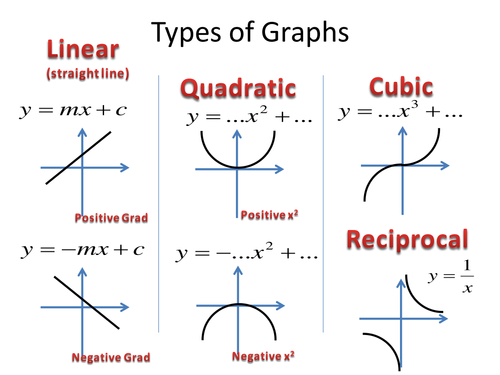 Types of Graphs
Linear
(straight line)
y = mx + c
Positive Grad
y = −mx + c
Negative Grad
Quadratic
y = ...x² + ...
Positive x²
y = −...x² + ...
Negative x²
Cubic
y = ...x³ + ...
Reciprocal
y = 1/x